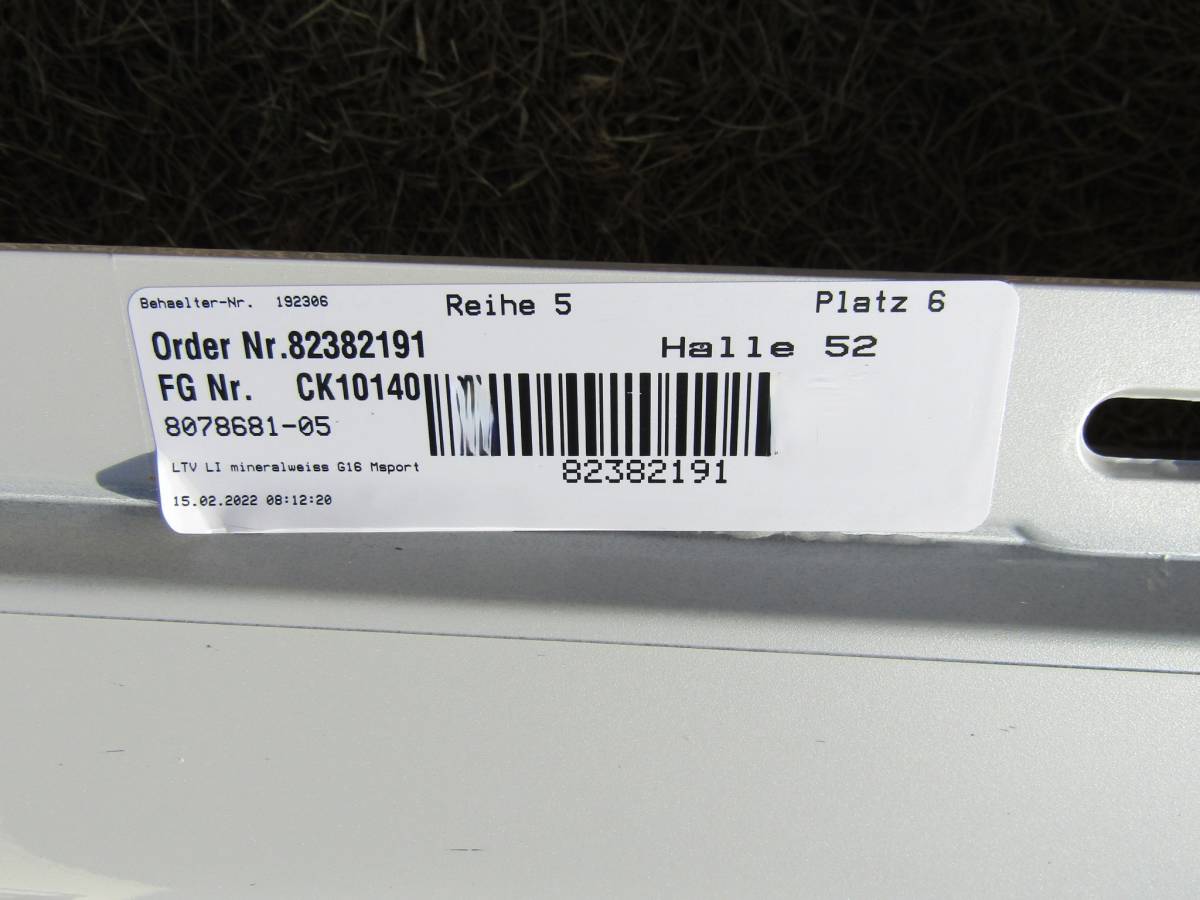 Behaelter-Nr. 192306 Reihe 5 Platz 6
Order Nr.82382191 Halle 52
FG Nr. CK10140
8078681-05
82382191
LTV LI mineralweiss G16 Msport
15.02.2022 08:12:20